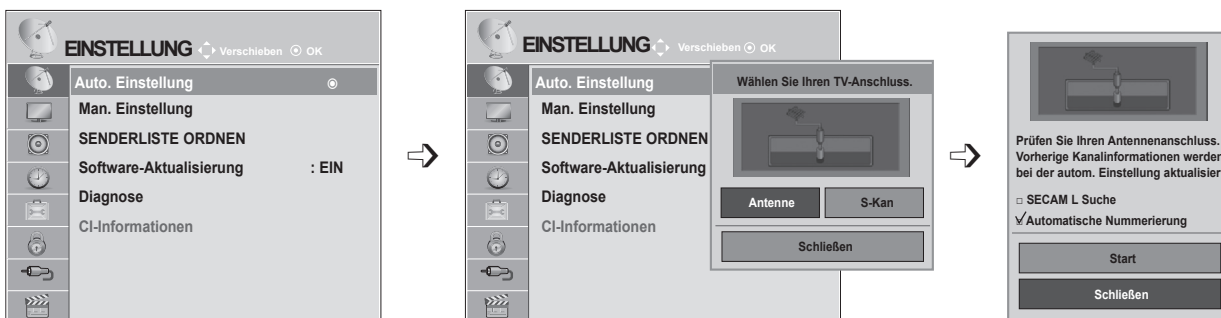 EINSTELLUNG
Verschieben OK
Auto. Einstellung
Man. Einstellung
SENDERLISTE ORDNEN
Software-Aktualisierung : EIN
Diagnose
CI-Informationen
EINSTELLUNG
Verschieben OK
Auto. Einstellung
Man. Einstellung
SENDERLISTE ORDNEN
Software-Aktualisierung
Diagnose
CI-Informationen
Wählen Sie Ihren TV-Anschluss.
Antenne
S-Kan
Schließen
Prüfen Sie Ihren Antennenanschluss.
Vorherige Kanalinformationen werden
bei der autom. Einstellung aktualisier
SECAM L Suche
Automatische Nummerierung
Start
Schließen